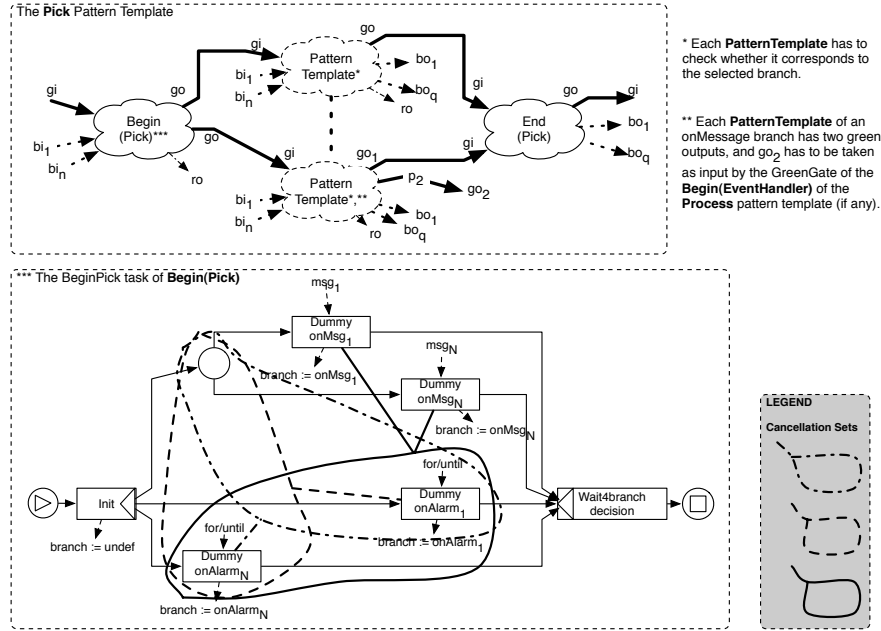 The Pick Pattern Template
go
gi
Pattern
Template*
bi1
bin
bo1
boq
ro
gi
go
gi
go
gi
Begin
(Pick)***
bi1
bin
ro
go
gi
End
(Pick)
bo1
boq
go1
gi
p2
go2
Pattern
Template*,**
bi1
bin
bo1
boq
ro
* Each PatternTemplate has to
check whether it corresponds to
the selected branch.
** Each PatternTemplate of an
onMessage branch has two green
outputs, and go2 has to be taken
as input by the GreenGate of the
Begin(EventHandler) of the
Process pattern template (if any).
*** The BeginPick task of Begin(Pick)
msg1
Dummy
onMsg1
branch := onMsg1
msgN
Dummy
onMsgN
branch := onMsgN
for/until
Dummy
onAlarm1
branch := onAlarm1
Init
branch := undef
for/until
Dummy
onAlarmN
branch := onAlarmN
Wait4branch
decision
LEGEND
Cancellation Sets